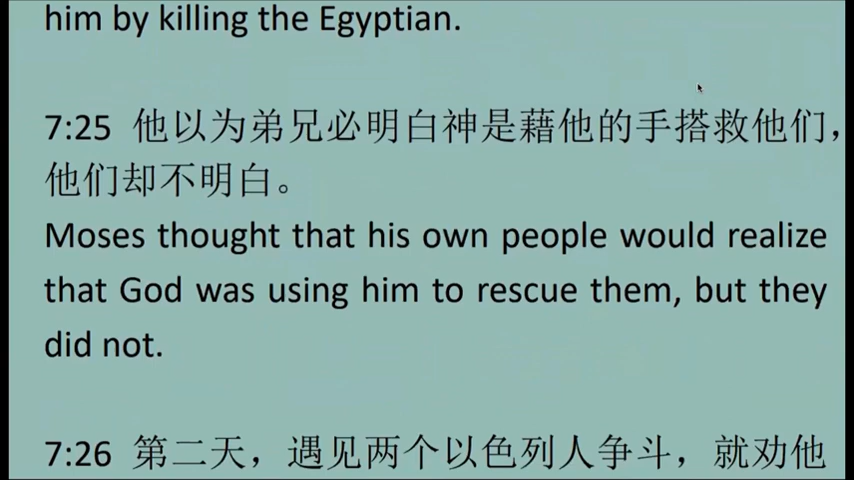 him by killing the Egyptian.
7:25 他以为弟兄必明白神是藉他的手搭救他们，
他们却不明白。
Moses thought that his own people would realize
that God was using him to rescue them, but they
did not.
7:26 第二天，遇见两个以色列人争斗，就劝他